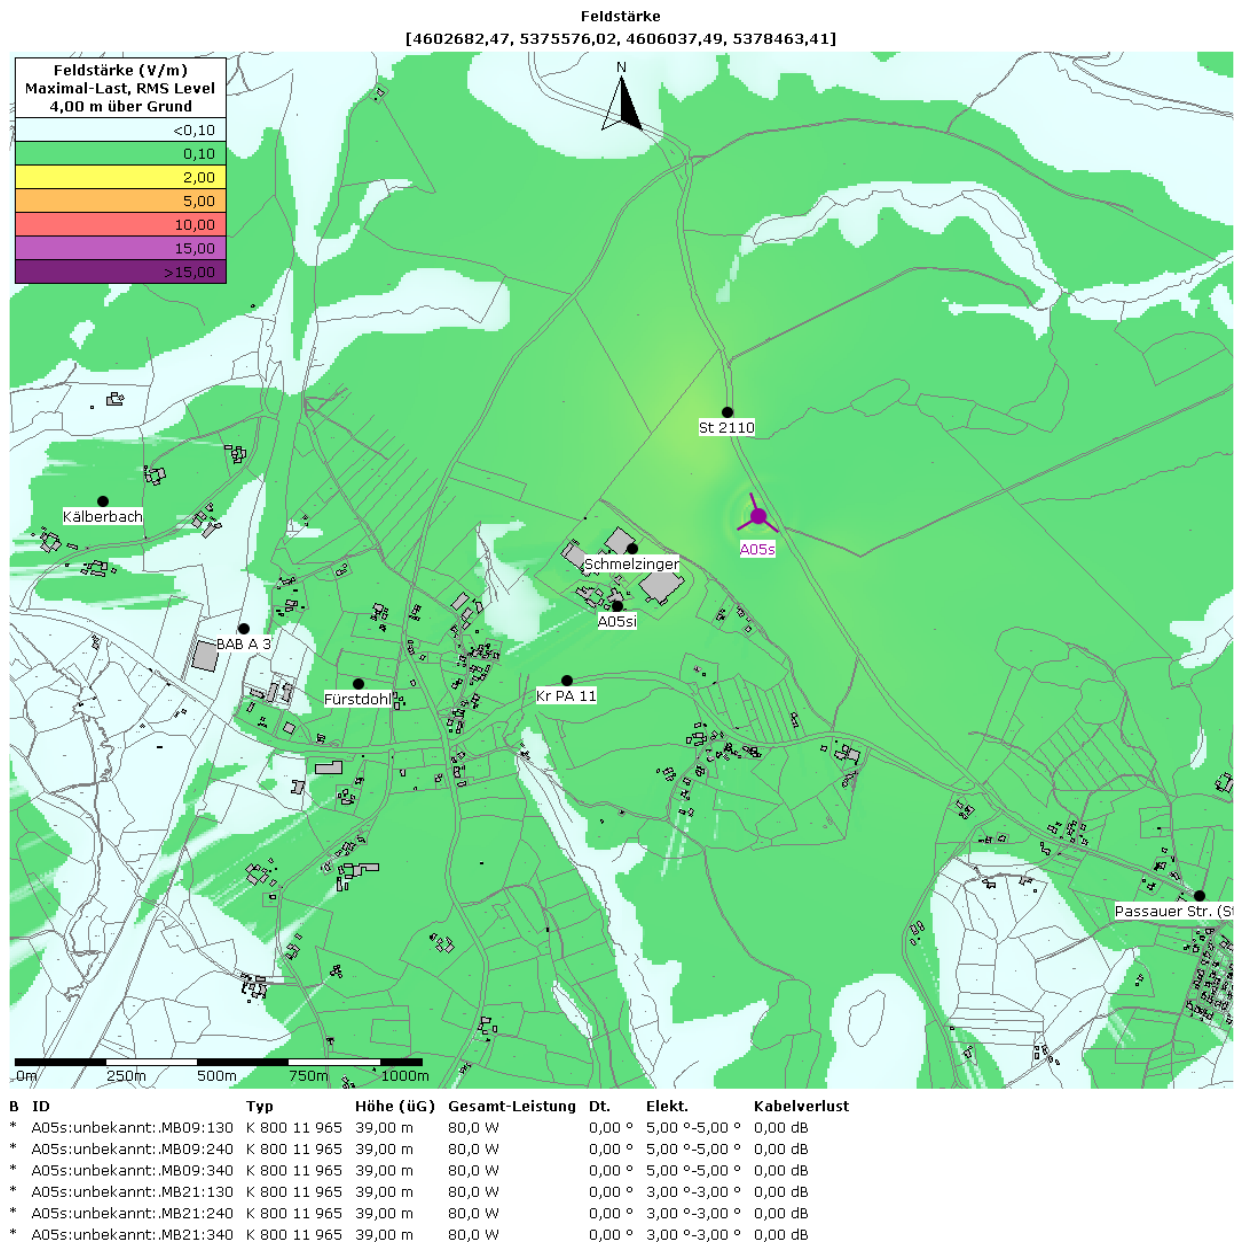 Feldstärke
[4602682,47, 5375576,02, 4606037,49, 5378463,41]
Feldstärke (V/m)
Maximal-Last, RMS Level
4,00 m über Grund
<0,10
0,10
2,00
5,00
10,00
15,00
>15,00
N
St 2110
Kälberbach
A05s
Schmelzinger
A05si
BAB A 3
Fürstdohl
Kr PA 11
Passauer Str. (St
0m 250m 500m 750m 1000m
B ID Typ Höhe (üG) Gesamt-Leistung Dt. Elekt. Kabelverlust
* A05s:unbekannt:.MB09:130 K 800 11 965 39,00 m 80,0 W 0,00 ° 5,00 °-5,00 ° 0,00 dB
* A05s:unbekannt:.MB09:240 K 800 11 965 39,00 m 80,0 W 0,00 ° 5,00 °-5,00 ° 0,00 dB
* A05s:unbekannt:.MB09:340 K 800 11 965 39,00 m 80,0 W 0,00 ° 5,00 °-5,00 ° 0,00 dB
* A05s:unbekannt:.MB21:130 K 800 11 965 39,00 m 80,0 W 0,00 ° 3,00 °-3,00 ° 0,00 dB
* A05s:unbekannt:.MB21:240 K 800 11 965 39,00 m 80,0 W 0,00 ° 3,00 °-3,00 ° 0,00 dB
* A05s:unbekannt:.MB21:340 K 800 11 965 39,00 m 80,0 W 0,00 ° 3,00 °-3,00 ° 0,00 dB